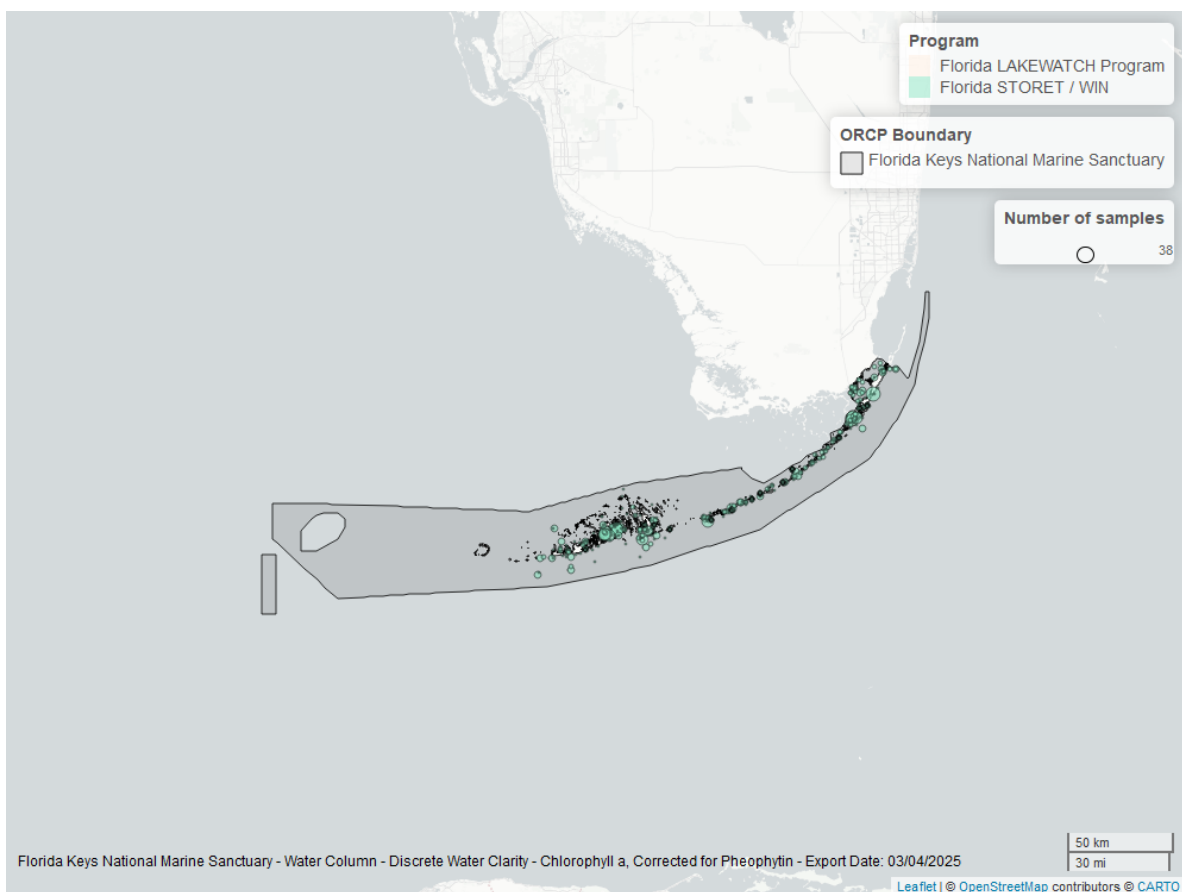 Program
Florida LAKEWATCH Program
Florida STORET / WIN
ORCP Boundary
Florida Keys National Marine Sanctuary
Number of samples
38
50 km
30 mi
Florida Keys National Marine Sanctuary - Water Column - Discrete Water Clarity - Chlorophyll a, Corrected for Pheophytin - Export Date: 03/04/2025
Leaflet | © OpenStreetMap contributors © CARTO